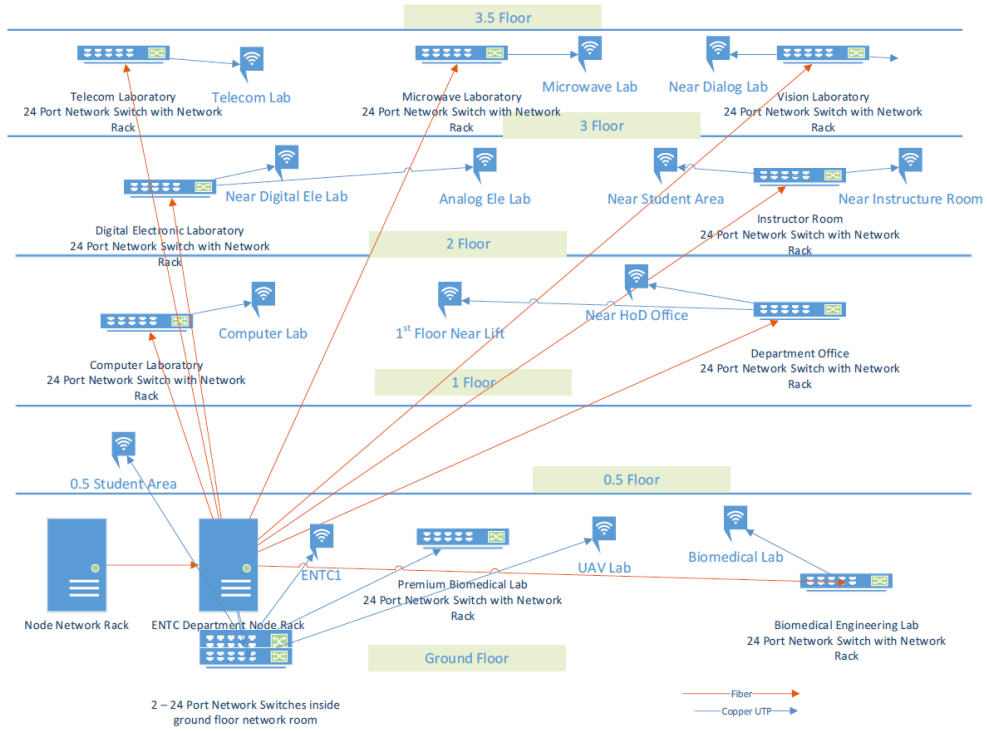 3.5 Floor
Telecom Lab
Microwave Lab
Near Dialog Lab
Telecom Laboratory
24 Port Network Switch with Network
Rack
Microwave Laboratory
24 Port Network Switch with Network
Rack
Vision Laboratory
24 Port Network Switch with Network
Rack
3 Floor
Near Digital Ele Lab
Analog Ele Lab
Near Student Area
Near Instructure Room
Digital Electronic Laboratory
24 Port Network Switch with Network
Rack
Instructor Room
24 Port Network Switch with Network
Rack
2 Floor
Computer Lab
1st Floor Near Lift
Near HoD Office
Computer Laboratory
24 Port Network Switch with Network
Rack
Department Office
24 Port Network Switch with Network
Rack
1 Floor
0.5 Student Area
0.5 Floor
ENTC1
UAV Lab
Biomedical Lab
Premium Biomedical Lab
24 Port Network Switch with Network
Rack
Node Network Rack
ENTC Department Node Rack
Biomedical Engineering Lab
24 Port Network Switch with Network
Rack
Ground Floor
2 – 24 Port Network Switches inside
ground floor network room
Fiber
Copper UTP